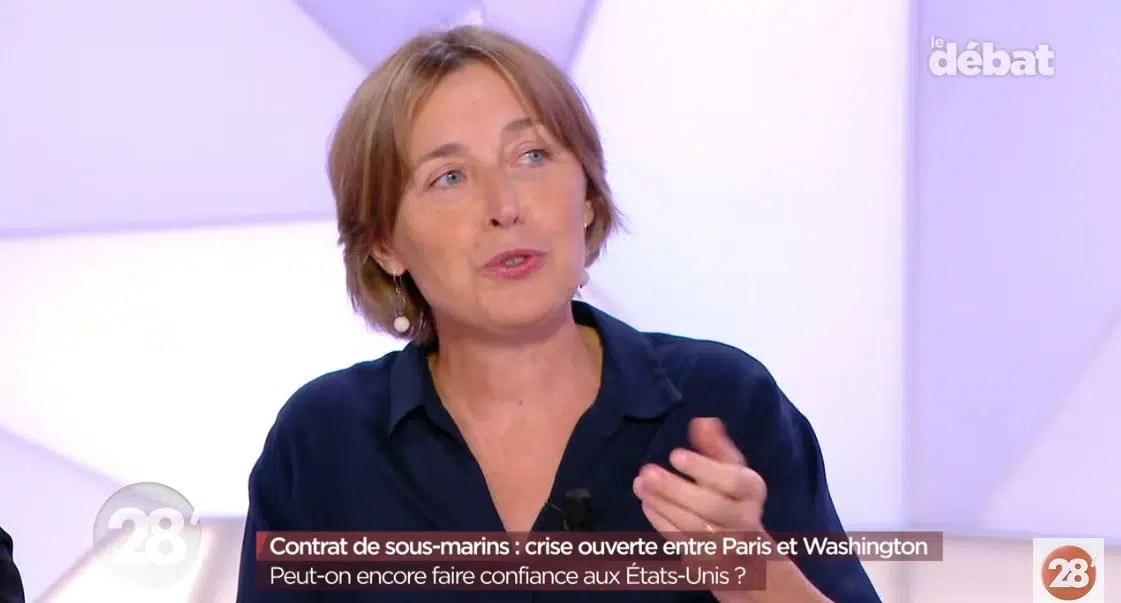 le
débat
28'
Contrat de sous-marins : crise ouverte entre Paris et Washington
Peut-on encore faire confiance aux États-Unis ?
28'